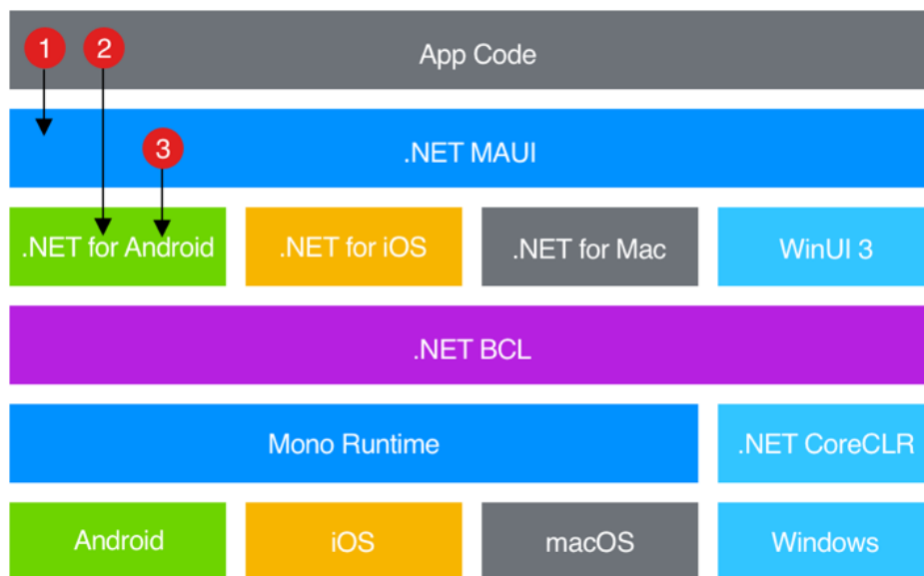 1
2
App Code
3
.NET MAUI
.NET for Android
.NET for iOS
.NET for Mac
WinUI 3
.NET BCL
Mono Runtime
.NET CoreCLR
Android
iOS
macOS
Windows